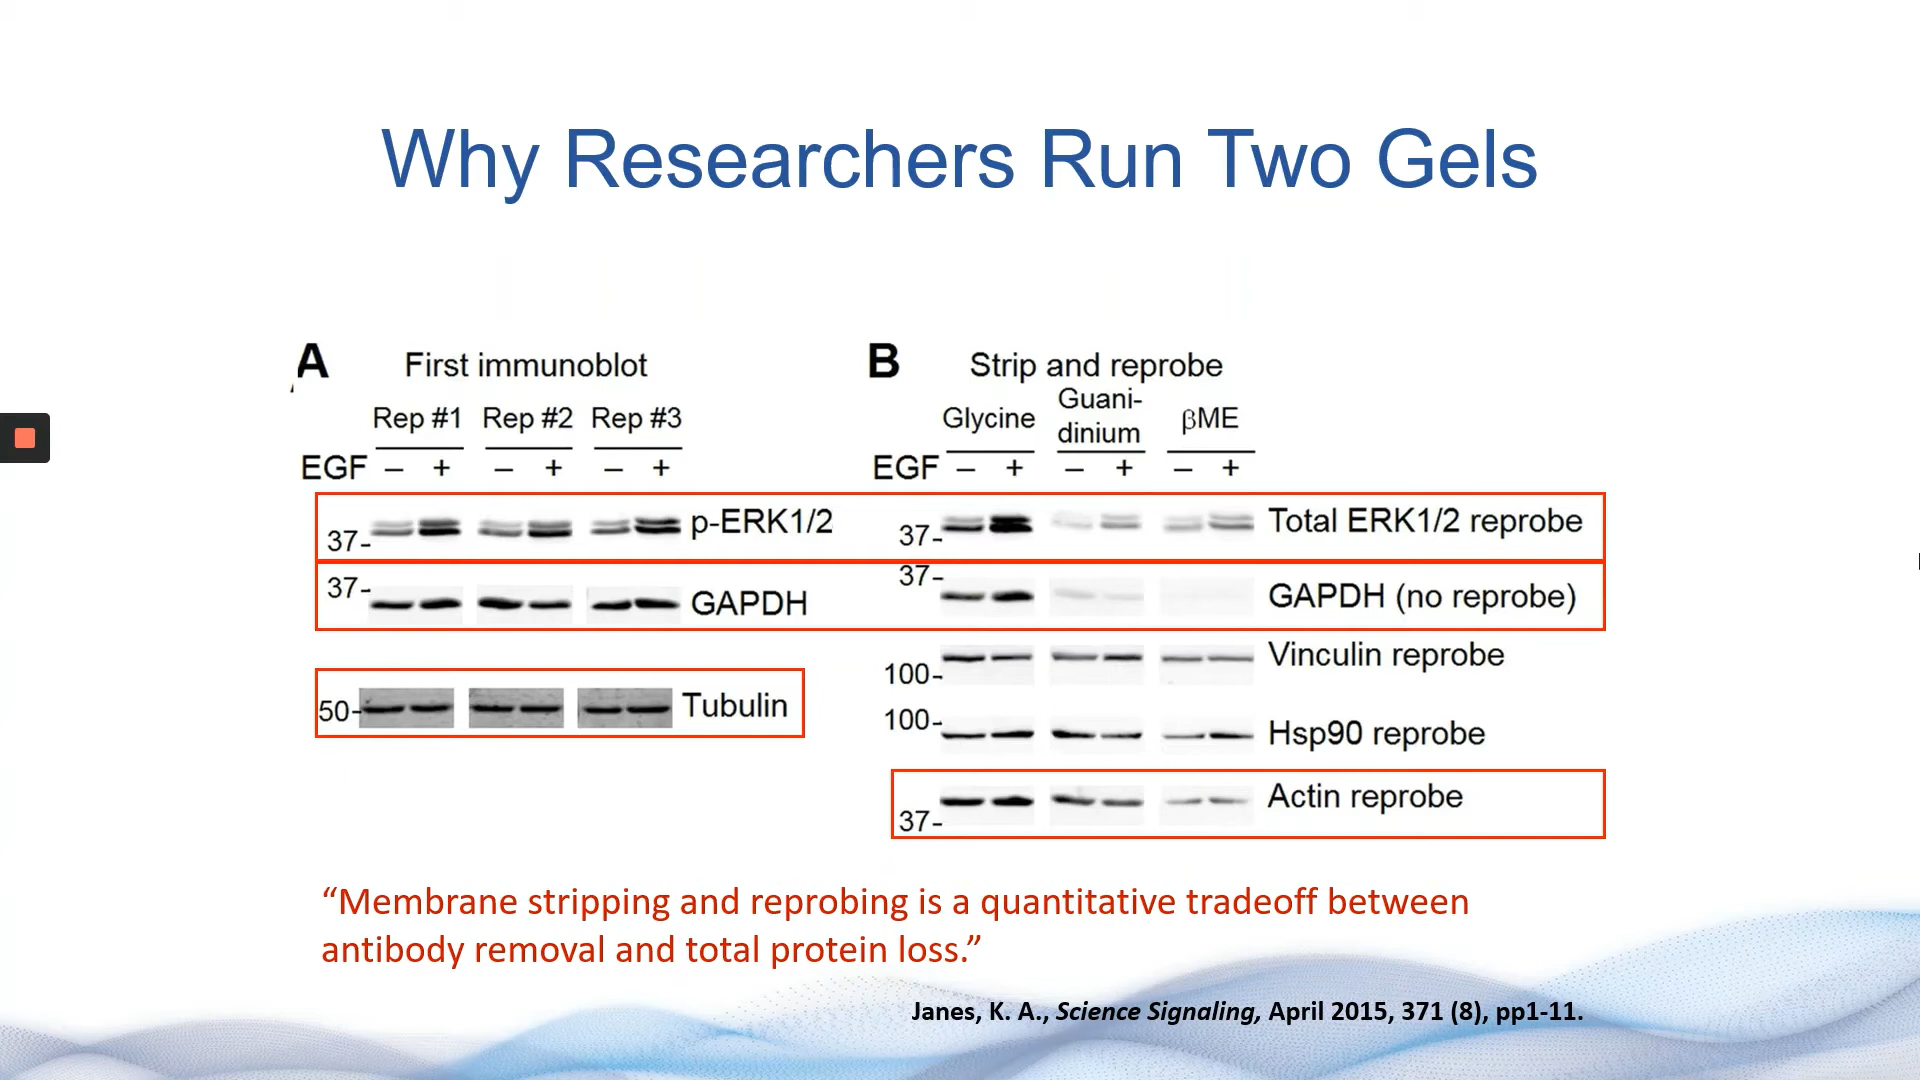 Why Researchers Run Two Gels
A
First immunoblot
Rep #1 Rep #2 Rep #3
EGF – + – + – +
37- p-ERK1/2
37- GAPDH
50- Tubulin
B
Strip and reprobe
Glycine Guani-
dinium βME
EGF – + – + – +
37- Total ERK1/2 reprobe
37- GAPDH (no reprobe)
100- Vinculin reprobe
100- Hsp90 reprobe
37- Actin reprobe
“Membrane stripping and reprobing is a quantitative tradeoff between
antibody removal and total protein loss.”
Janes, K. A., Science Signaling, April 2015, 371 (8), pp1-11.